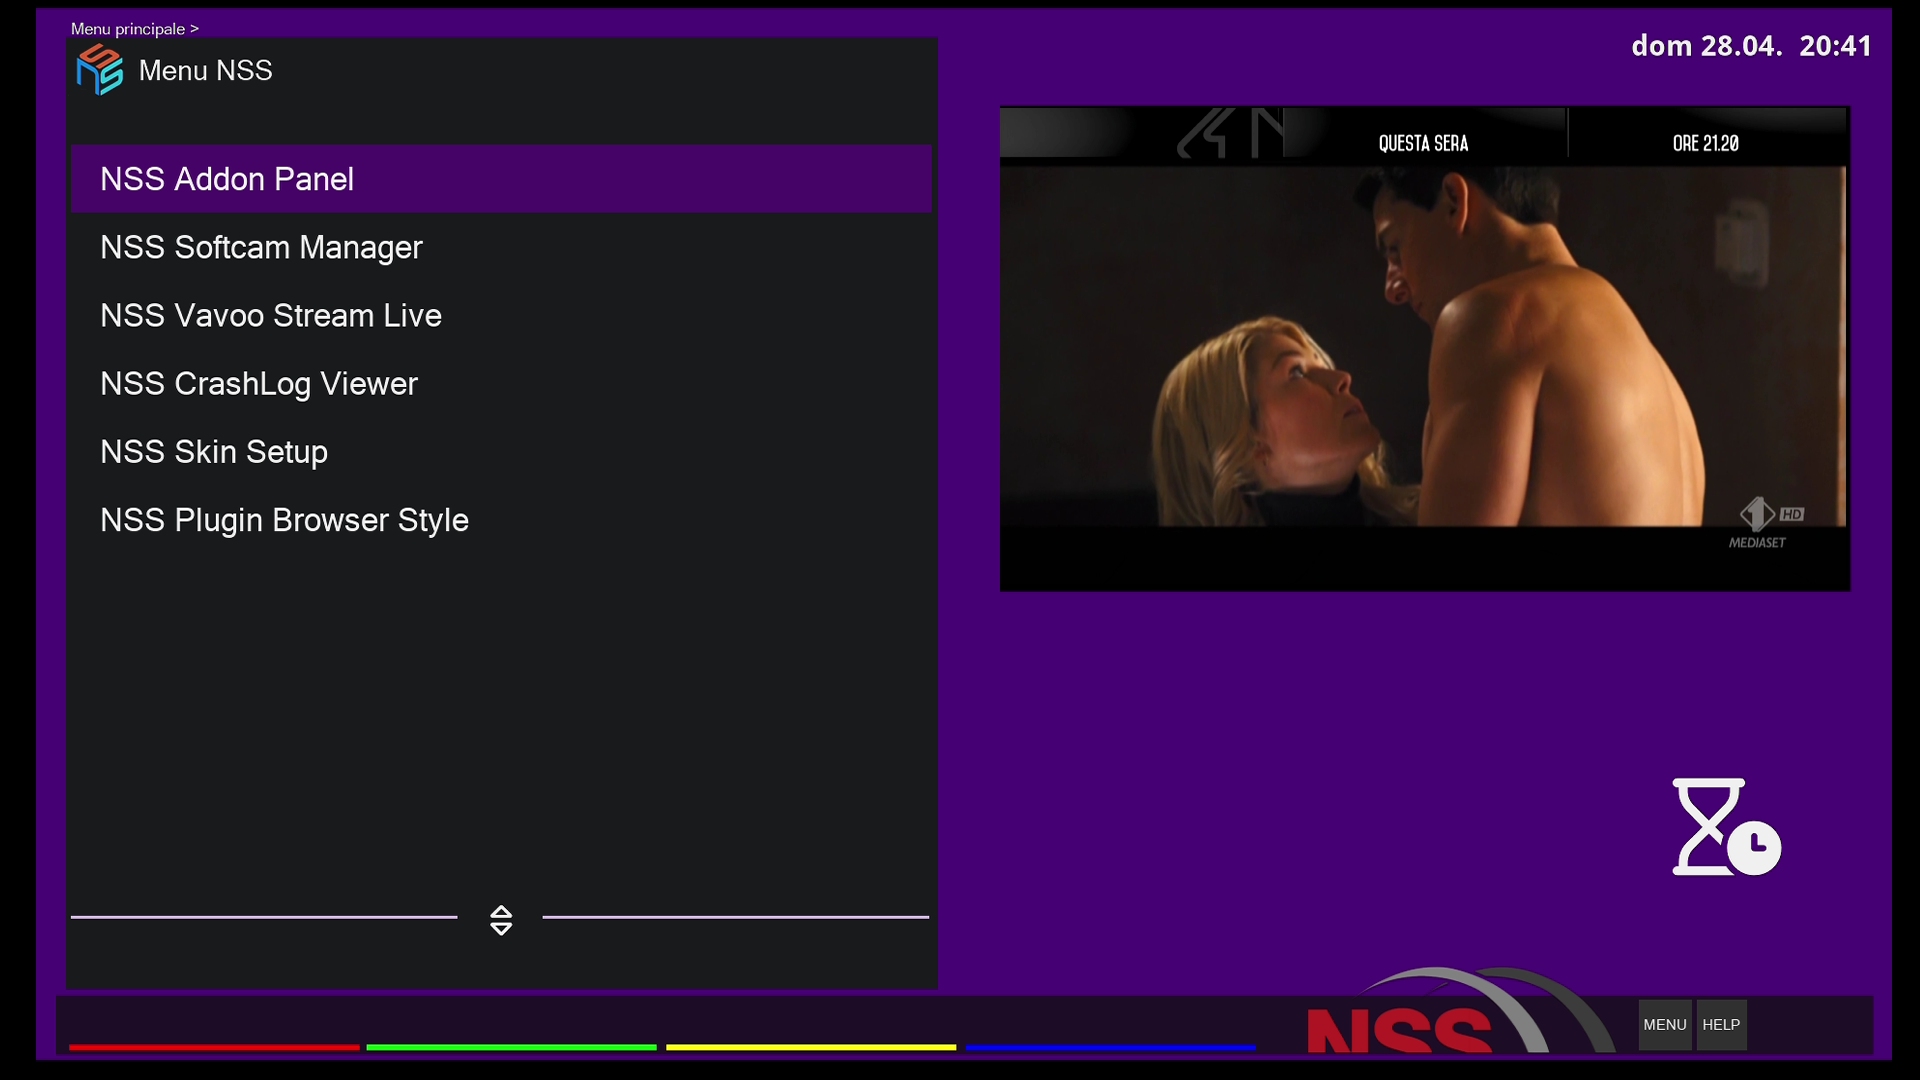 Menu principale >
Menu NSS
dom 28.04. 20:41
NSS Addon Panel
NSS Softcam Manager
NSS Vavoo Stream Live
NSS CrashLog Viewer
NSS Skin Setup
NSS Plugin Browser Style
QUESTA SERA
ORE 21.20
1 HD
MEDIASET
NSS
MENU
HELP